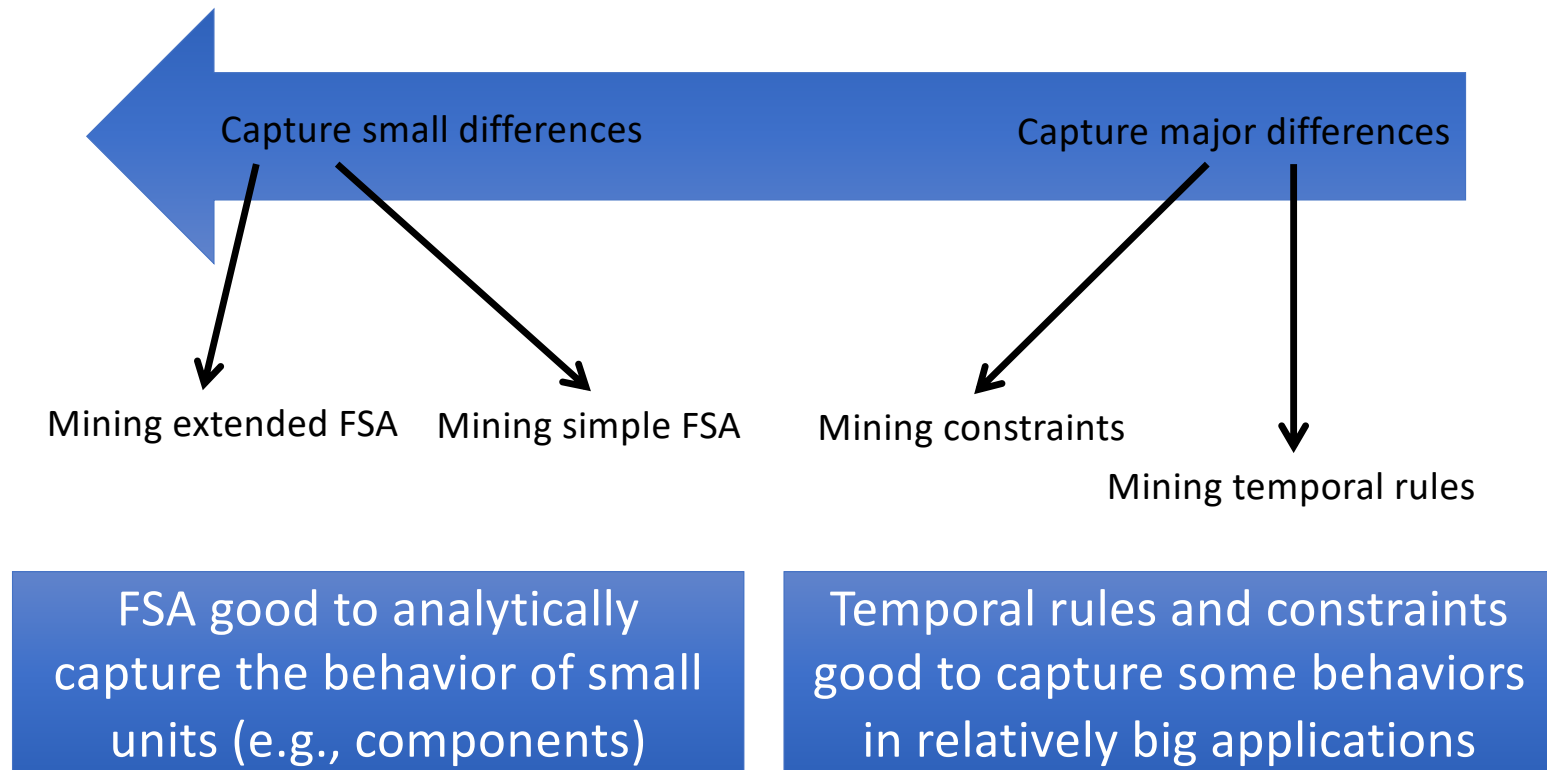 Capture small differences
Capture major differences
Mining extended FSA
Mining simple FSA
Mining constraints
Mining temporal rules
FSA good to analytically
capture the behavior of small
units (e.g., components)
Temporal rules and constraints
good to capture some behaviors
in relatively big applications